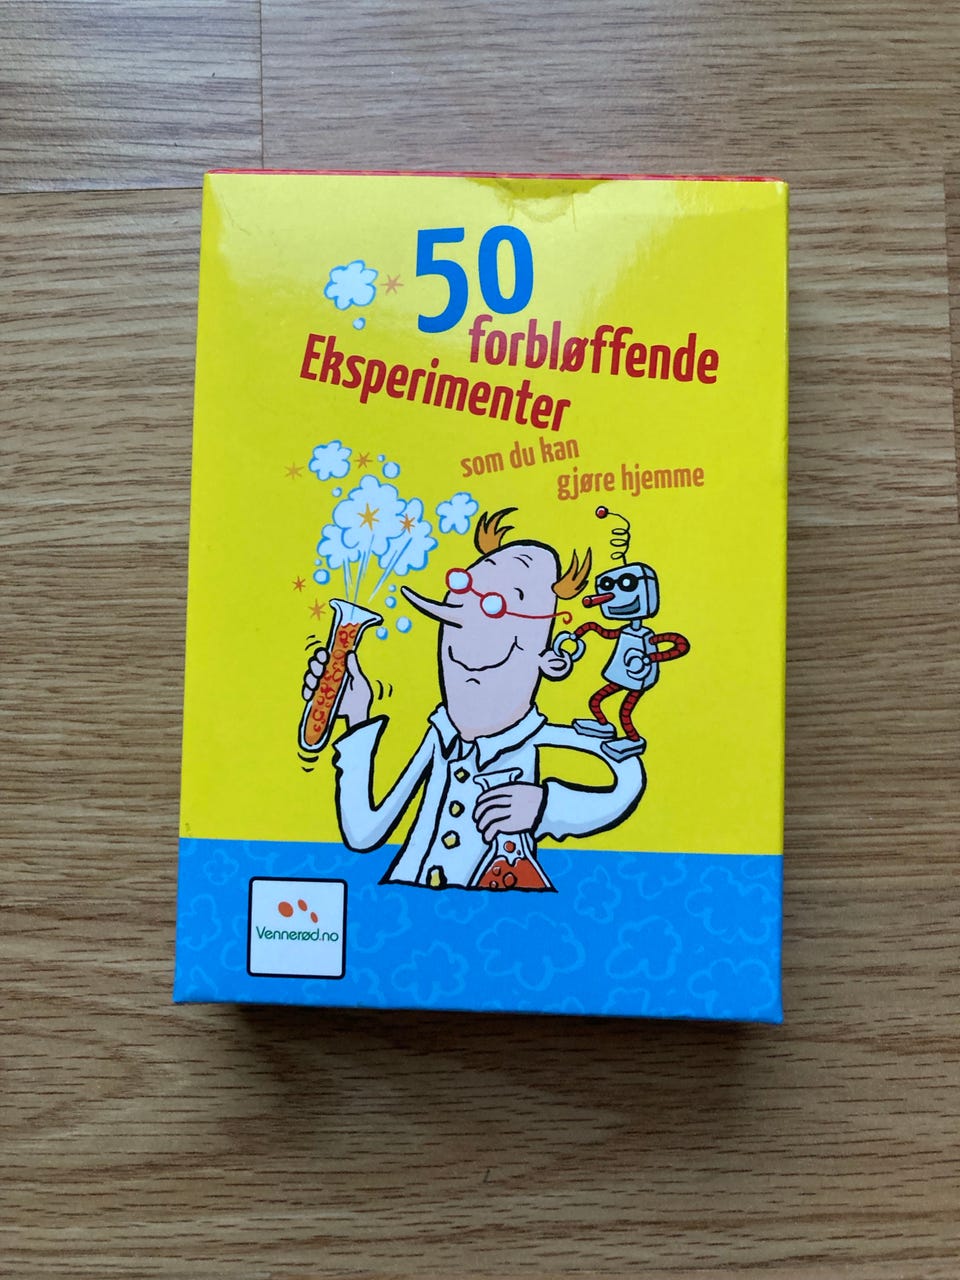 50
forbløffende
Eksperimenter
som du kan
gjøre hjemme
Vennerød.no